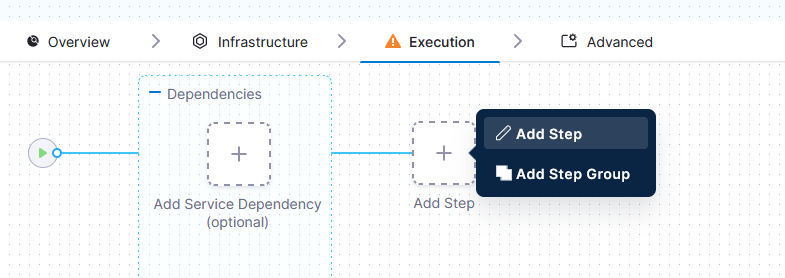 Overview
Infrastructure
Execution
Advanced
Dependencies
Add Service Dependency
(optional)
Add Step
Add Step
Add Step Group